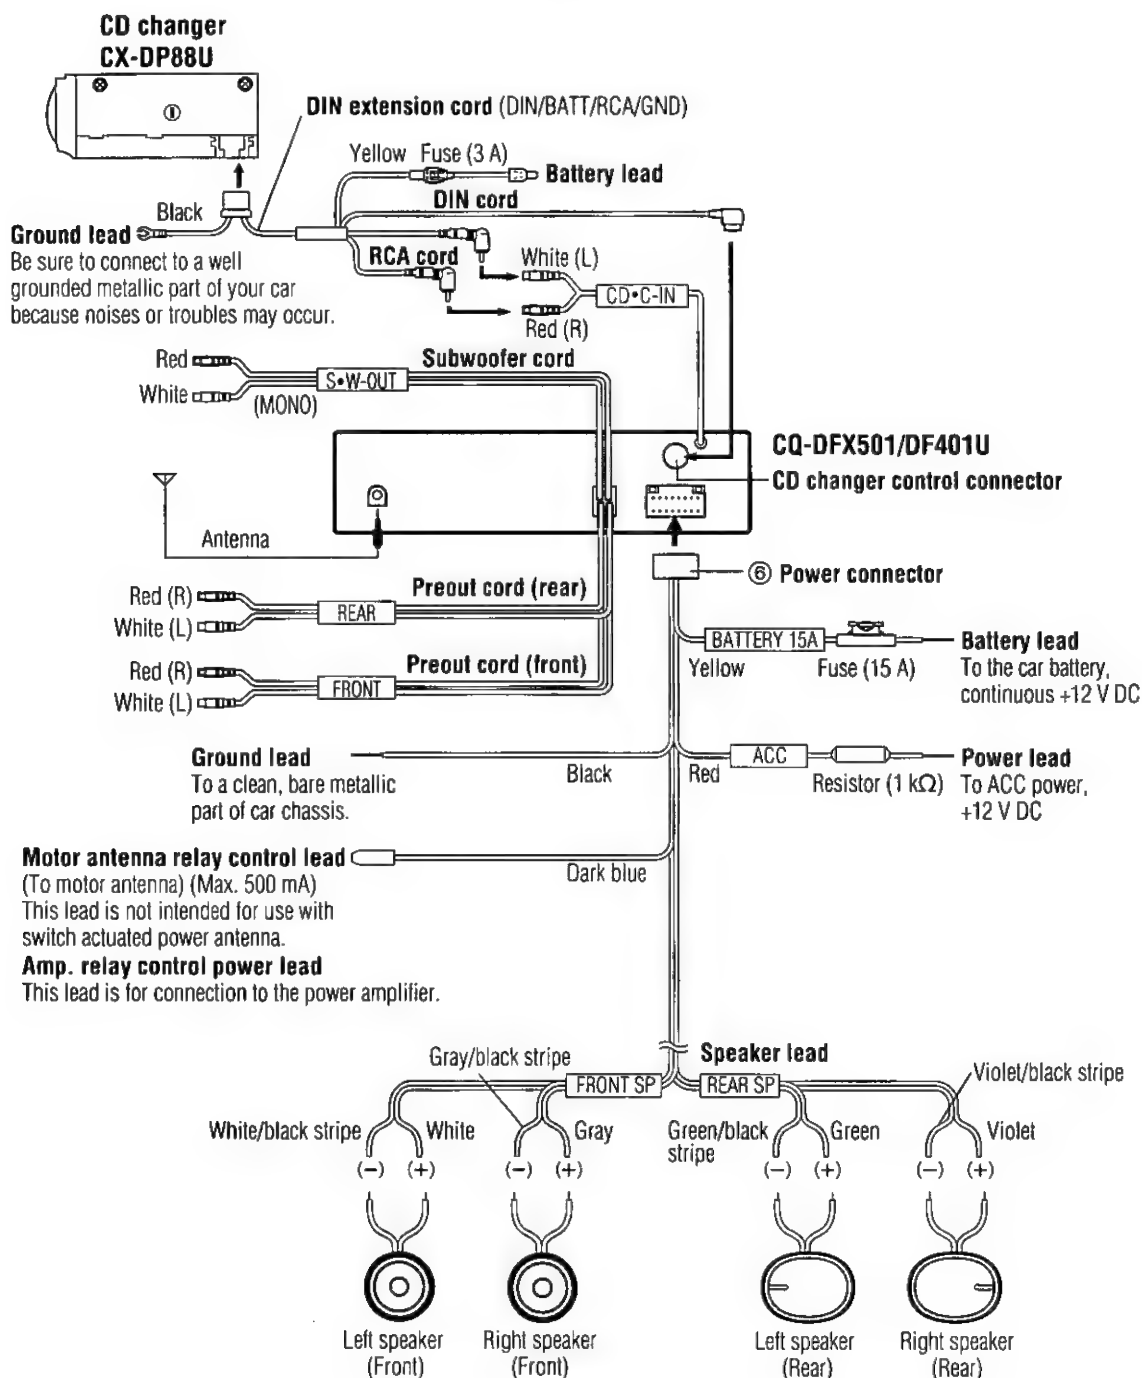 CD changer
CX-DP88U
DIN extension cord (DIN/BATT/RCA/GND)
Yellow Fuse (3 A)
Battery lead
DIN cord
Black
Ground lead
Be sure to connect to a well
grounded metallic part of your car
because noises or troubles may occur.
RCA cord
White (L)
CD•C-IN
Red (R)
Red
White
S•W-OUT
(MONO)
Subwoofer cord
CQ-DFX501/DF401U
CD changer control connector
Antenna
⑥ Power connector
Red (R)
White (L)
REAR
Preout cord (rear)
Red (R)
White (L)
FRONT
Preout cord (front)
BATTERY 15A
Yellow
Fuse (15 A)
Battery lead
To the car battery,
continuous +12 V DC
Ground lead
To a clean, bare metallic
part of car chassis.
Black
Red
ACC
Resistor (1 kΩ)
Power lead
To ACC power,
+12 V DC
Motor antenna relay control lead
(To motor antenna) (Max. 500 mA)
This lead is not intended for use with
switch actuated power antenna.
Dark blue
Amp. relay control power lead
This lead is for connection to the power amplifier.
Speaker lead
Gray/black stripe
FRONT SP
REAR SP
Violet/black stripe
White/black stripe
White
Gray
Green/black
stripe
Green
Violet
(−) (+) (−) (+) (−) (+) (−) (+)
Left speaker
(Front)
Right speaker
(Front)
Left speaker
(Rear)
Right speaker
(Rear)